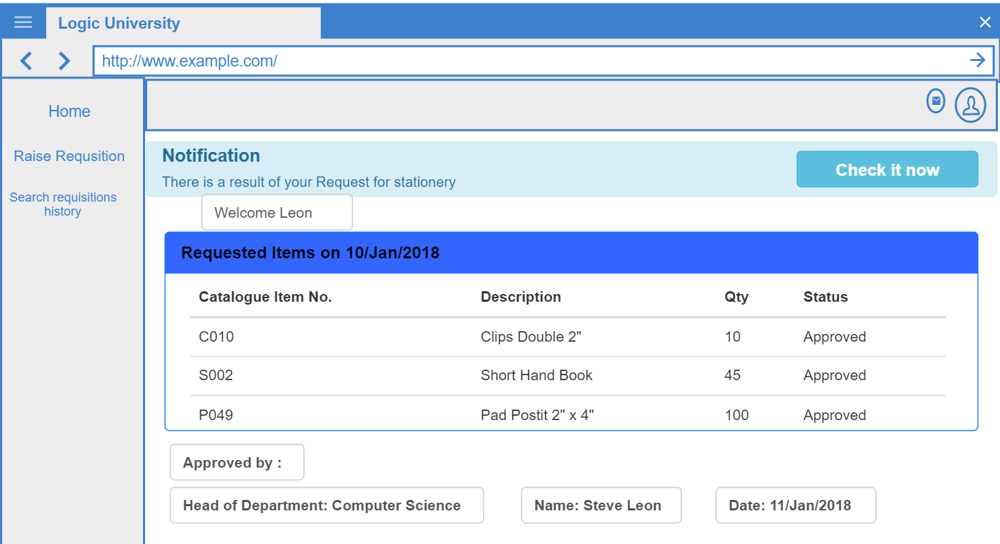 Logic University
http://www.example.com/
Home
Raise Requsition
Search requisitions
history
Notification
There is a result of your Request for stationery
Check it now
Welcome Leon
Requested Items on 10/Jan/2018
Catalogue Item No. Description Qty Status
C010 Clips Double 2" 10 Approved
S002 Short Hand Book 45 Approved
P049 Pad Postit 2" x 4" 100 Approved
Approved by :
Head of Department: Computer Science Name: Steve Leon Date: 11/Jan/2018